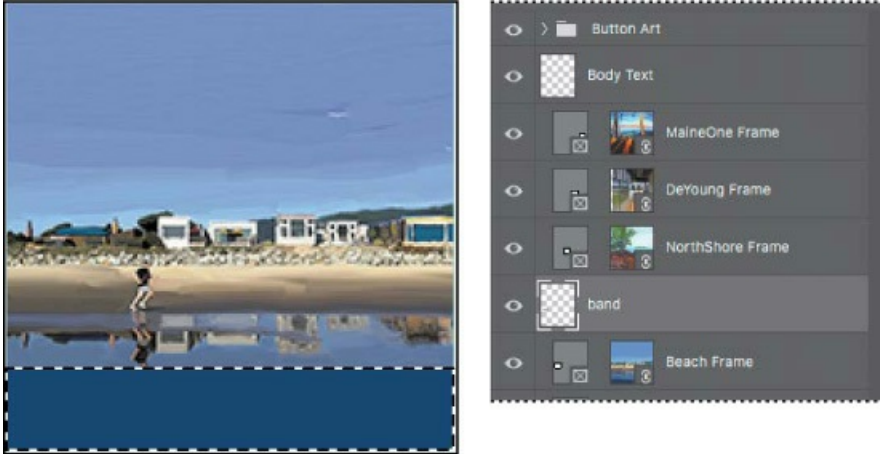 Button Art
Body Text
MaineOne Frame
DeYoung Frame
NorthShore Frame
band
Beach Frame